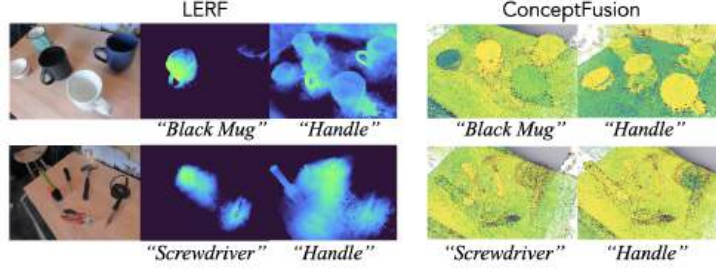 LERF
ConceptFusion
“Black Mug” “Handle”
“Black Mug” “Handle”
“Screwdriver” “Handle”
“Screwdriver” “Handle”